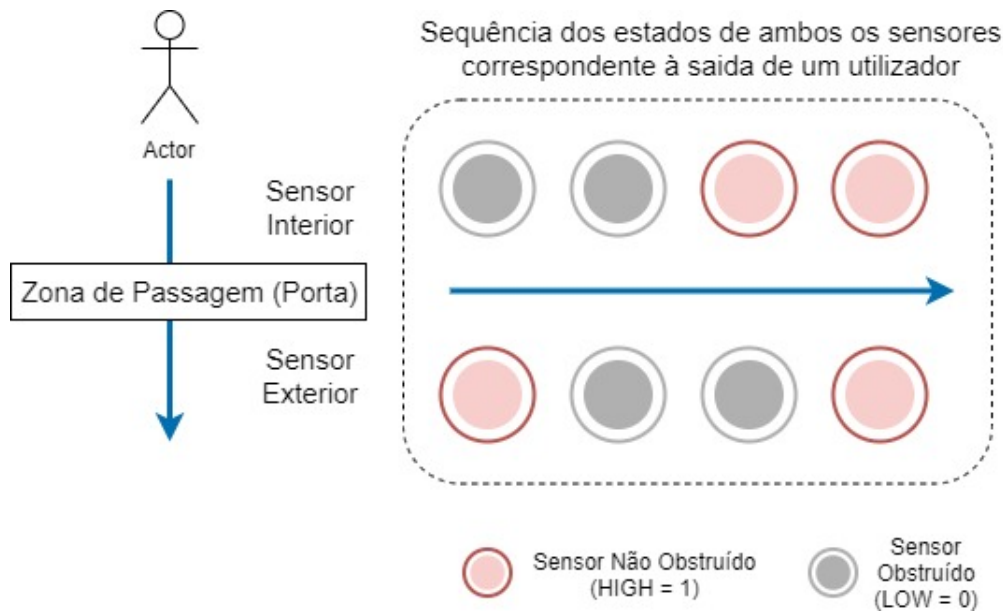 Sequência dos estados de ambos os sensores
correspondente à saida de um utilizador
Actor
Sensor
Interior
Zona de Passagem (Porta)
Sensor
Exterior
Sensor Não Obstruído
(HIGH = 1)
Sensor
Obstruído
(LOW = 0)